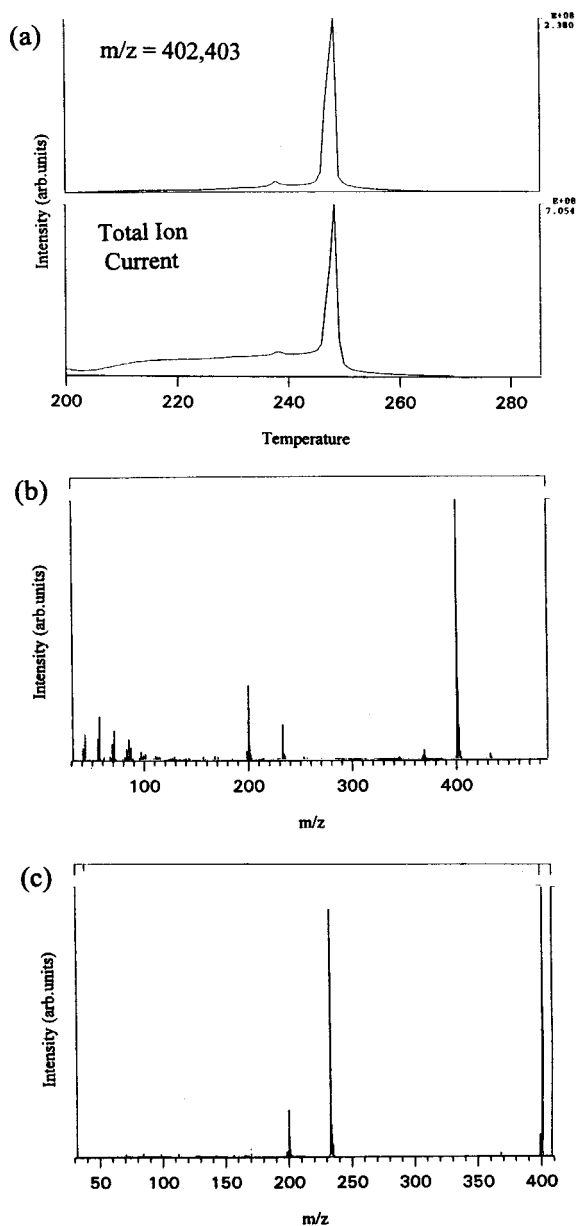 (a)
m/z = 402,403
E+08
2.380
E+08
7.054
Total Ion
Current
Intensity (arb.units)
200 220 240 260 280
Temperature
(b)
Intensity (arb.units)
100 200 300 400
m/z
(c)
Intensity (arb.units)
50 100 150 200 250 300 350 400
m/z